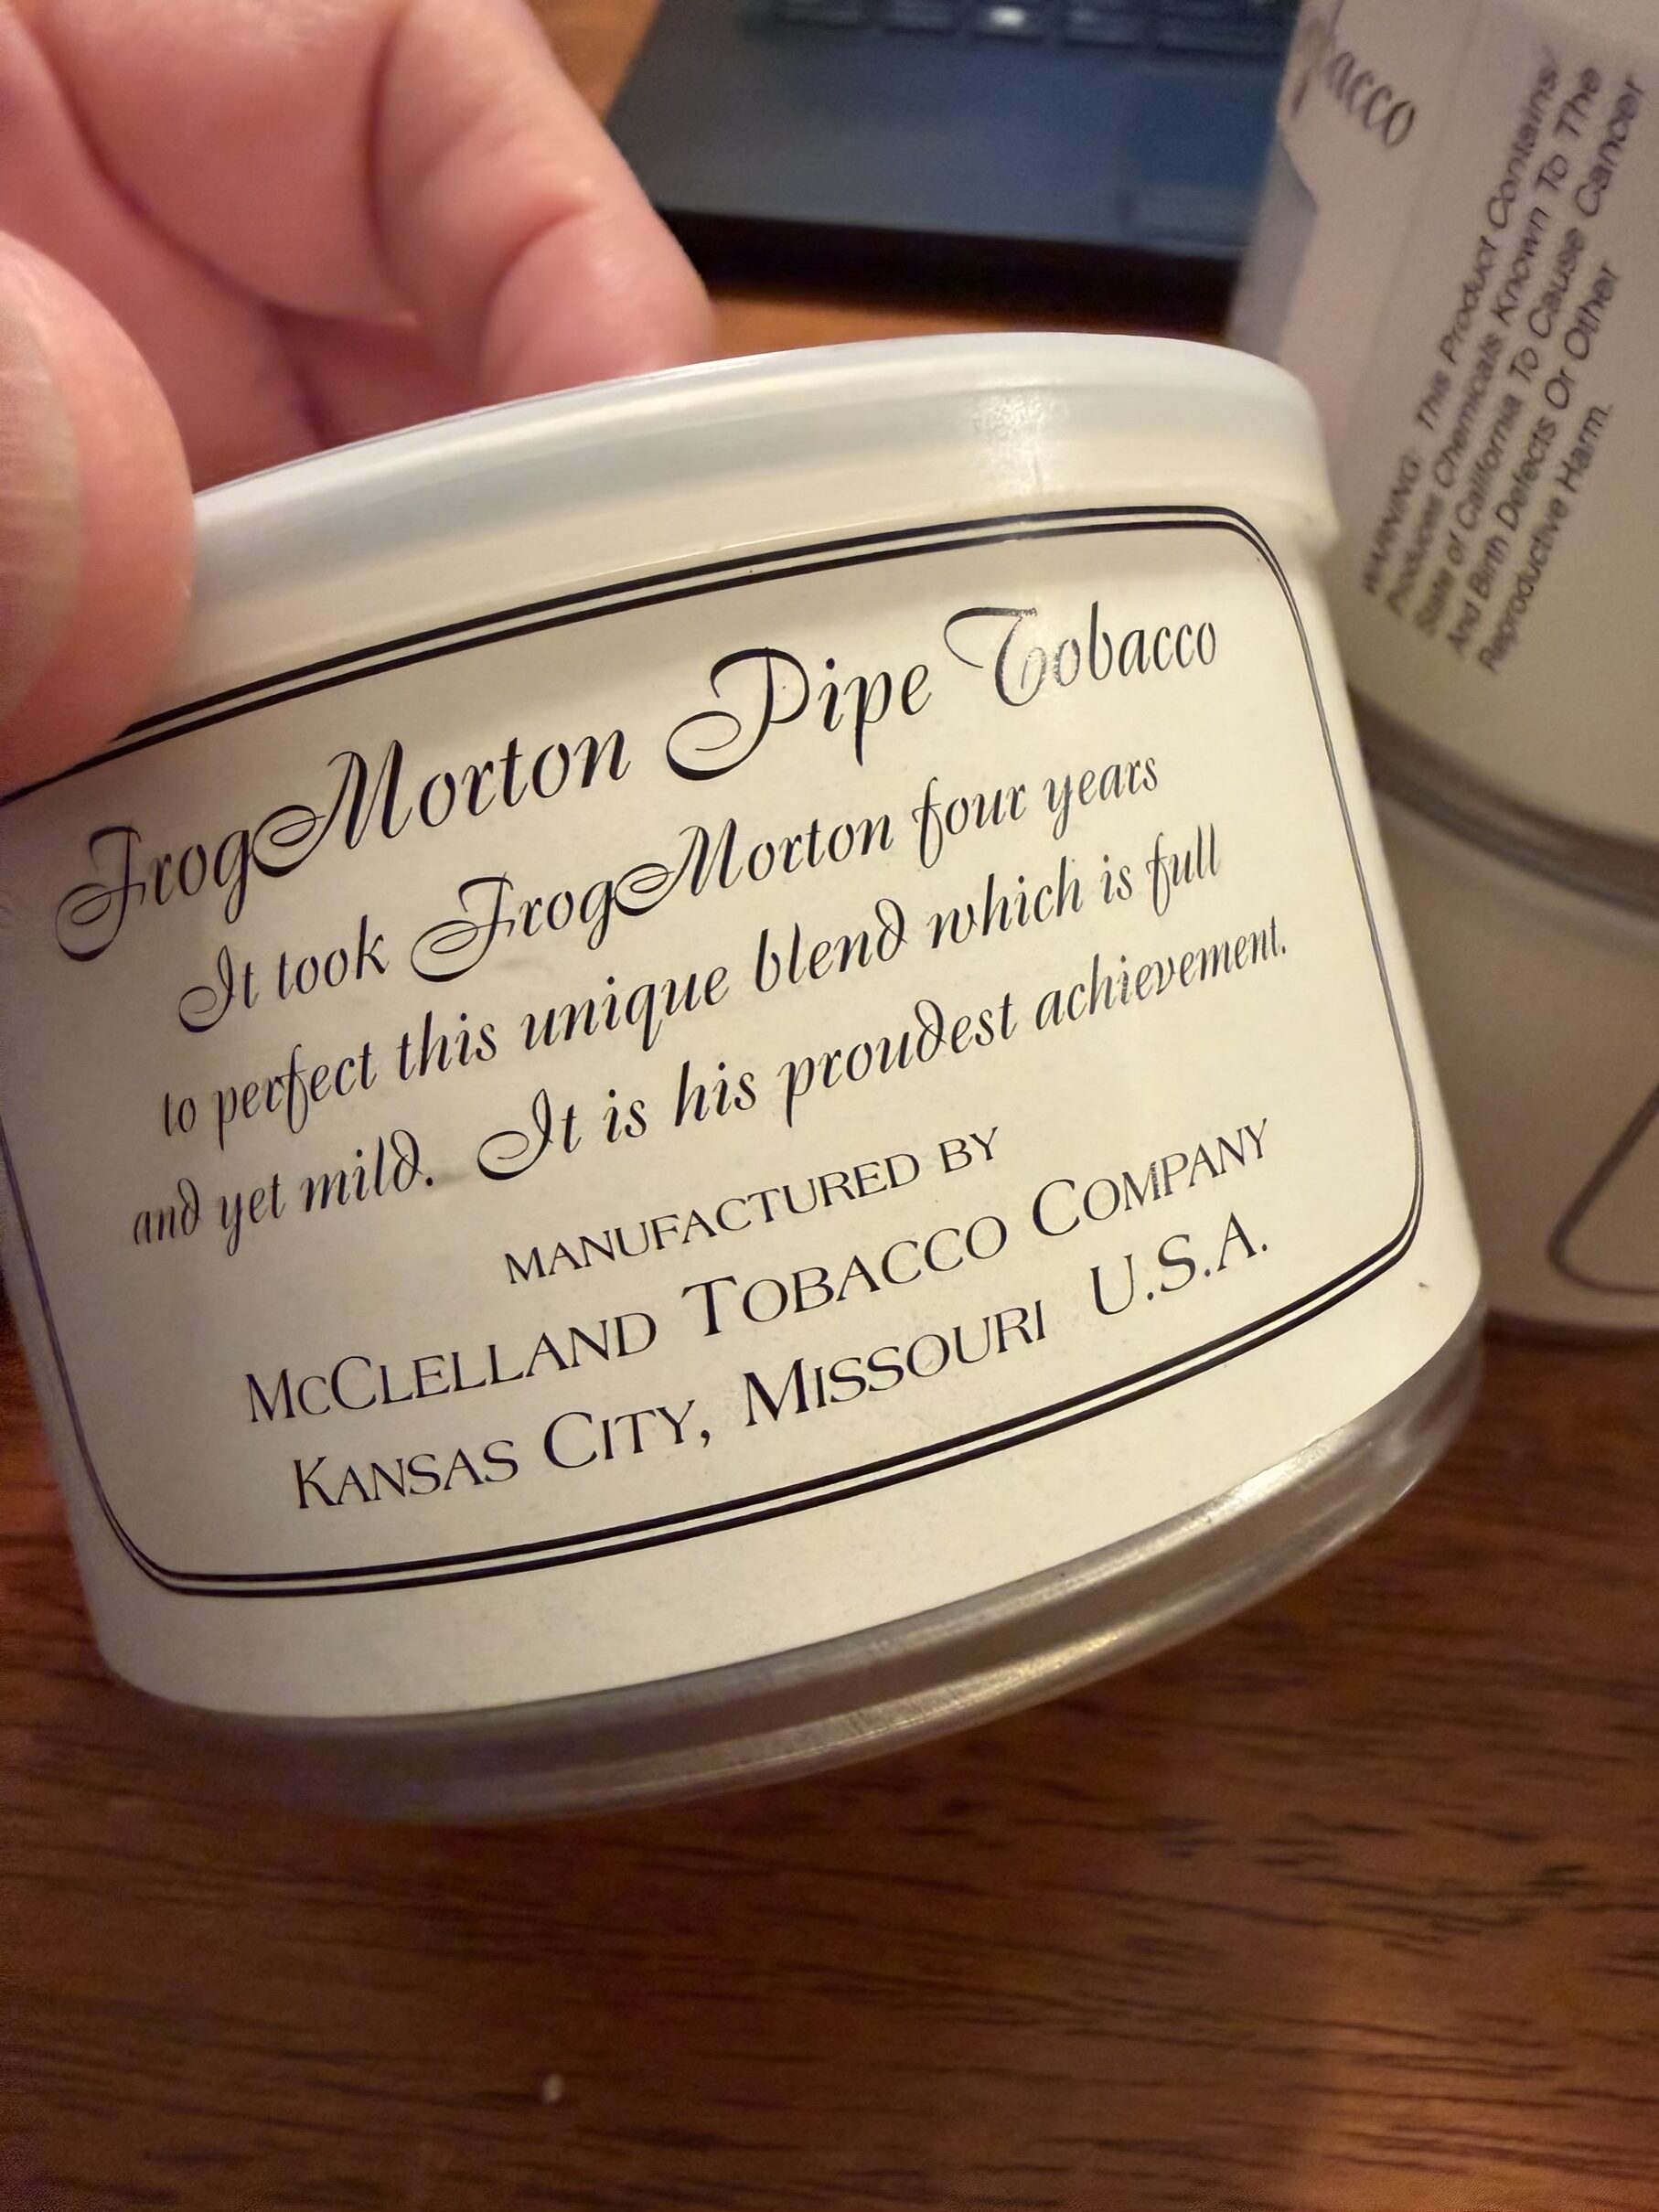 FrogMorton Pipe Tobacco
It took FrogMorton four years
to perfect this unique blend which is full
and yet mild. It is his proudest achievement.
MANUFACTURED BY
McCLELLAND TOBACCO COMPANY
KANSAS CITY, MISSOURI U.S.A.
acco
WARNING: This Product Contains/
Produces Chemicals Known To The
State of California To Cause Cancer
And Birth Defects Or Other
Reproductive Harm.